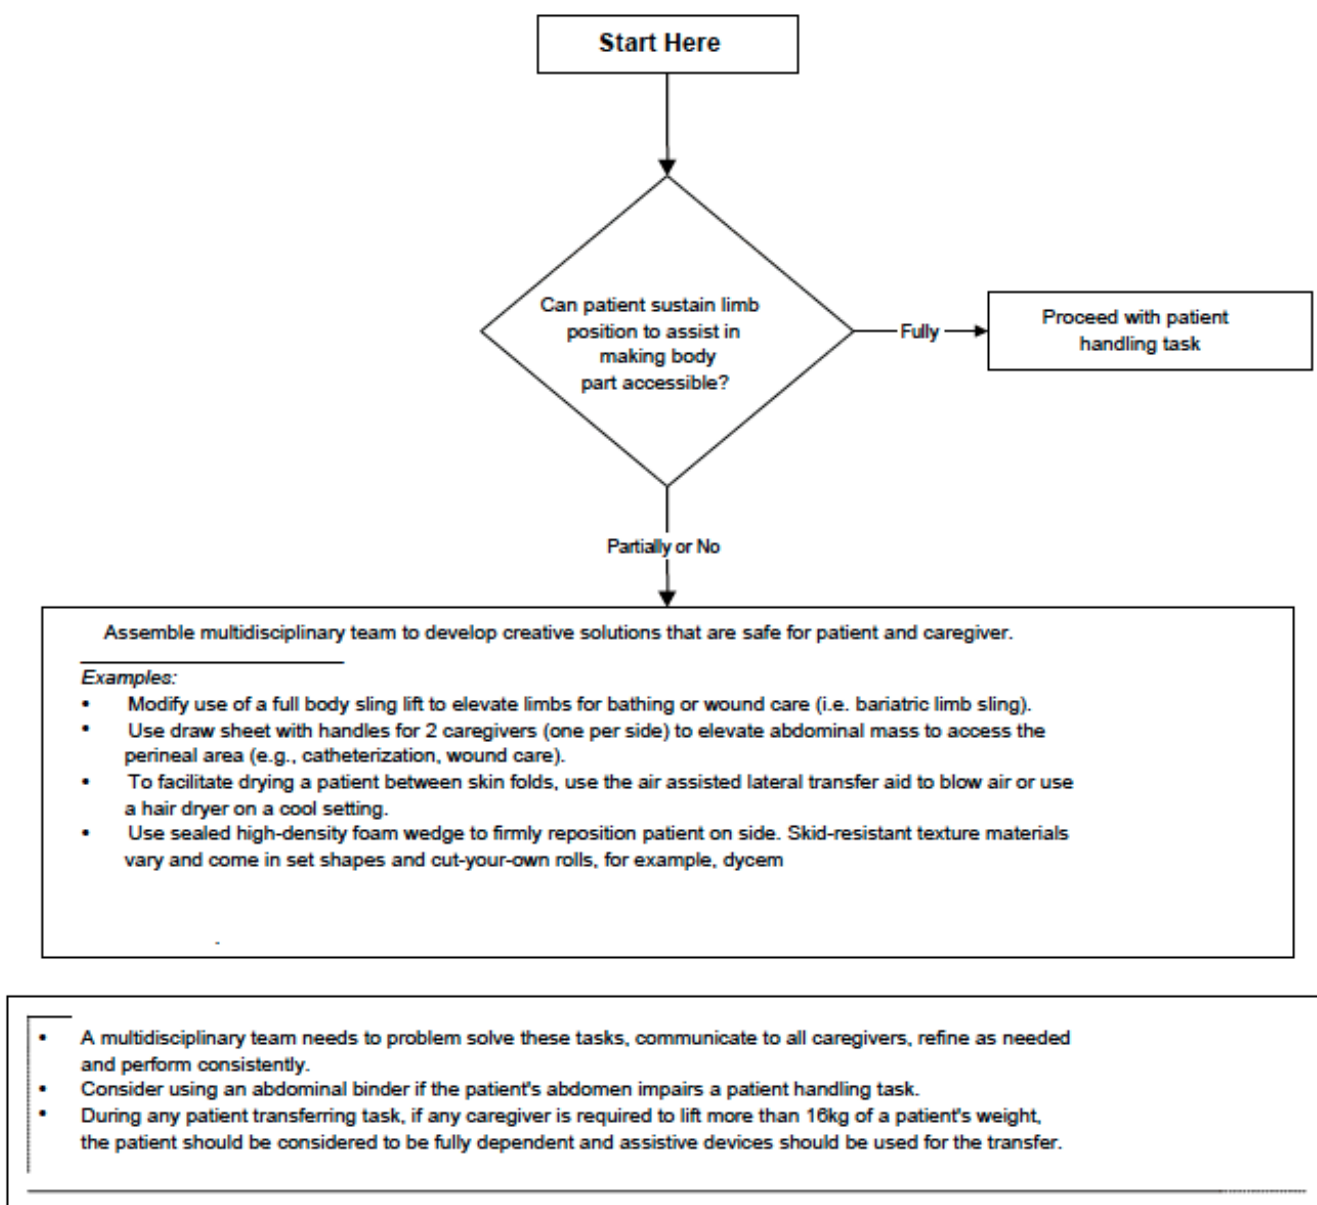 Start Here
Can patient sustain limb
position to assist in
making body
part accessible?
Fully
Proceed with patient
handling task
Partially or No
Assemble multidisciplinary team to develop creative solutions that are safe for patient and caregiver.
Examples:
• Modify use of a full body sling lift to elevate limbs for bathing or wound care (i.e. bariatric limb sling).
• Use draw sheet with handles for 2 caregivers (one per side) to elevate abdominal mass to access the
perineal area (e.g., catheterization, wound care).
• To facilitate drying a patient between skin folds, use the air assisted lateral transfer aid to blow air or use
a hair dryer on a cool setting.
• Use sealed high-density foam wedge to firmly reposition patient on side. Skid-resistant texture materials
vary and come in set shapes and cut-your-own rolls, for example, dycem
• A multidisciplinary team needs to problem solve these tasks, communicate to all caregivers, refine as needed
and perform consistently.
• Consider using an abdominal binder if the patient's abdomen impairs a patient handling task.
• During any patient transferring task, if any caregiver is required to lift more than 16kg of a patient's weight,
the patient should be considered to be fully dependent and assistive devices should be used for the transfer.